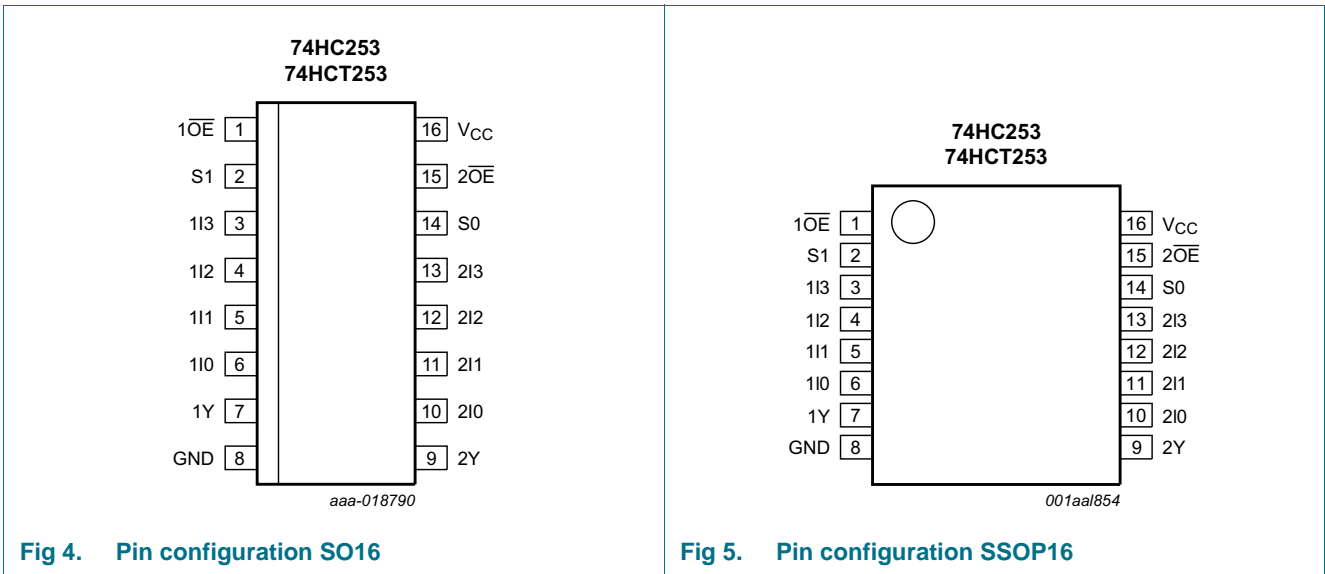 74HC253
74HCT253
1O̅E̅ 1
16 VCC
S1 2
15 2O̅E̅
1I3 3
14 S0
1I2 4
13 2I3
1I1 5
12 2I2
1I0 6
11 2I1
1Y 7
10 2I0
GND 8
9 2Y
aaa-018790
Fig 4. Pin configuration SO16
74HC253
74HCT253
1O̅E̅ 1
16 VCC
S1 2
15 2O̅E̅
1I3 3
14 S0
1I2 4
13 2I3
1I1 5
12 2I2
1I0 6
11 2I1
1Y 7
10 2I0
GND 8
9 2Y
001aal854
Fig 5. Pin configuration SSOP16